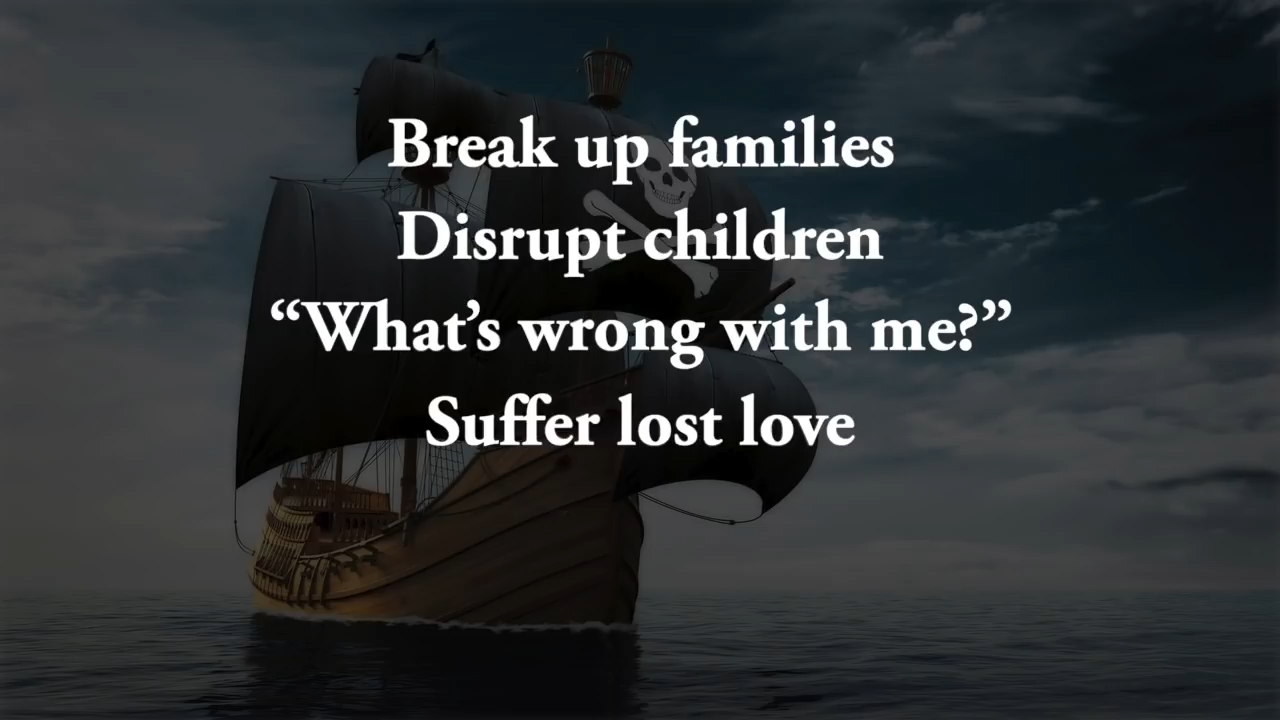 Break up families
Disrupt children
“What’s wrong with me?”
Suffer lost love